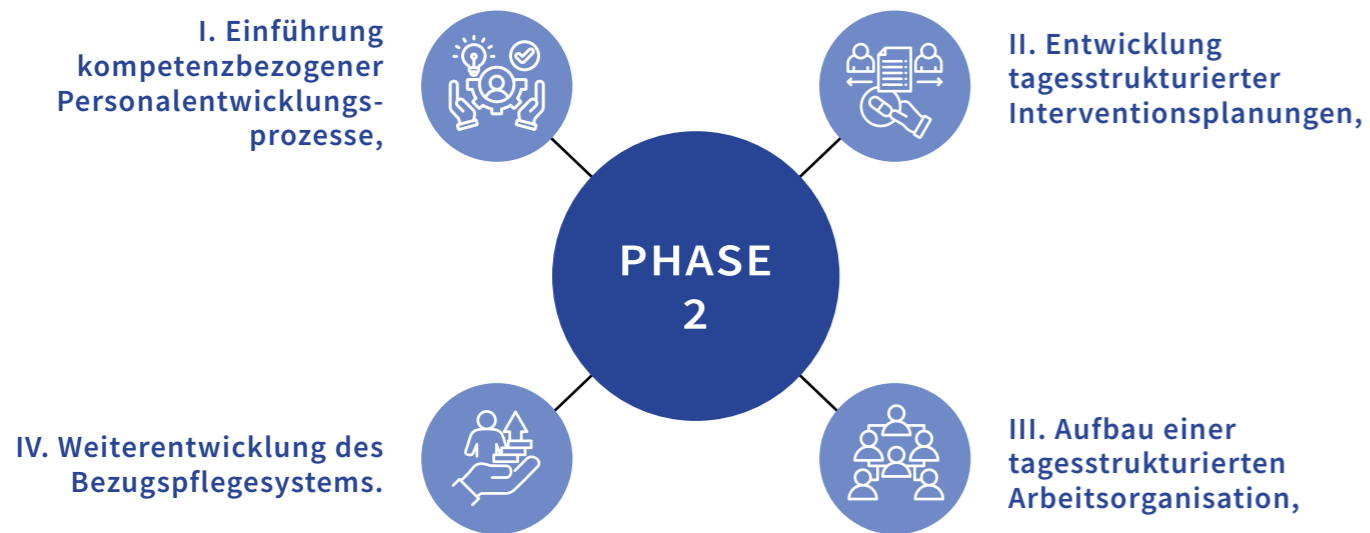 I. Einführung
kompetenzbezogener
Personalentwicklungs-
prozesse,
II. Entwicklung
tagesstrukturierter
Interventionsplanungen,
PHASE
2
III. Aufbau einer
tagesstrukturierten
Arbeitsorganisation,
IV. Weiterentwicklung des
Bezugspflegesystems.